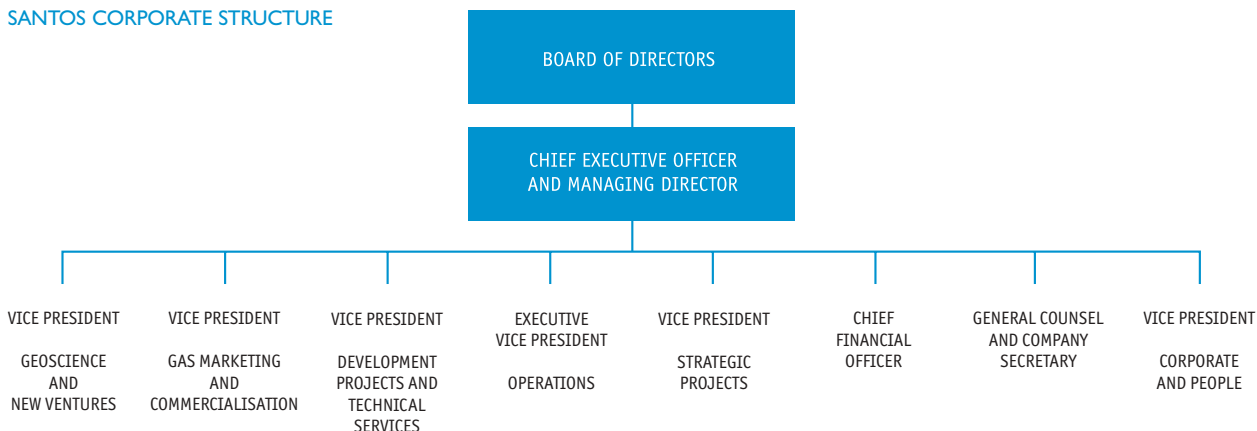 SANTOS CORPORATE STRUCTURE
BOARD OF DIRECTORS
CHIEF EXECUTIVE OFFICER
AND MANAGING DIRECTOR
VICE PRESIDENT
GEOSCIENCE
AND
NEW VENTURES
VICE PRESIDENT
GAS MARKETING
AND
COMMERCIALISATION
VICE PRESIDENT
DEVELOPMENT
PROJECTS AND
TECHNICAL
SERVICES
EXECUTIVE
VICE PRESIDENT
OPERATIONS
VICE PRESIDENT
STRATEGIC
PROJECTS
CHIEF
FINANCIAL
OFFICER
GENERAL COUNSEL
AND COMPANY
SECRETARY
VICE PRESIDENT
CORPORATE
AND PEOPLE